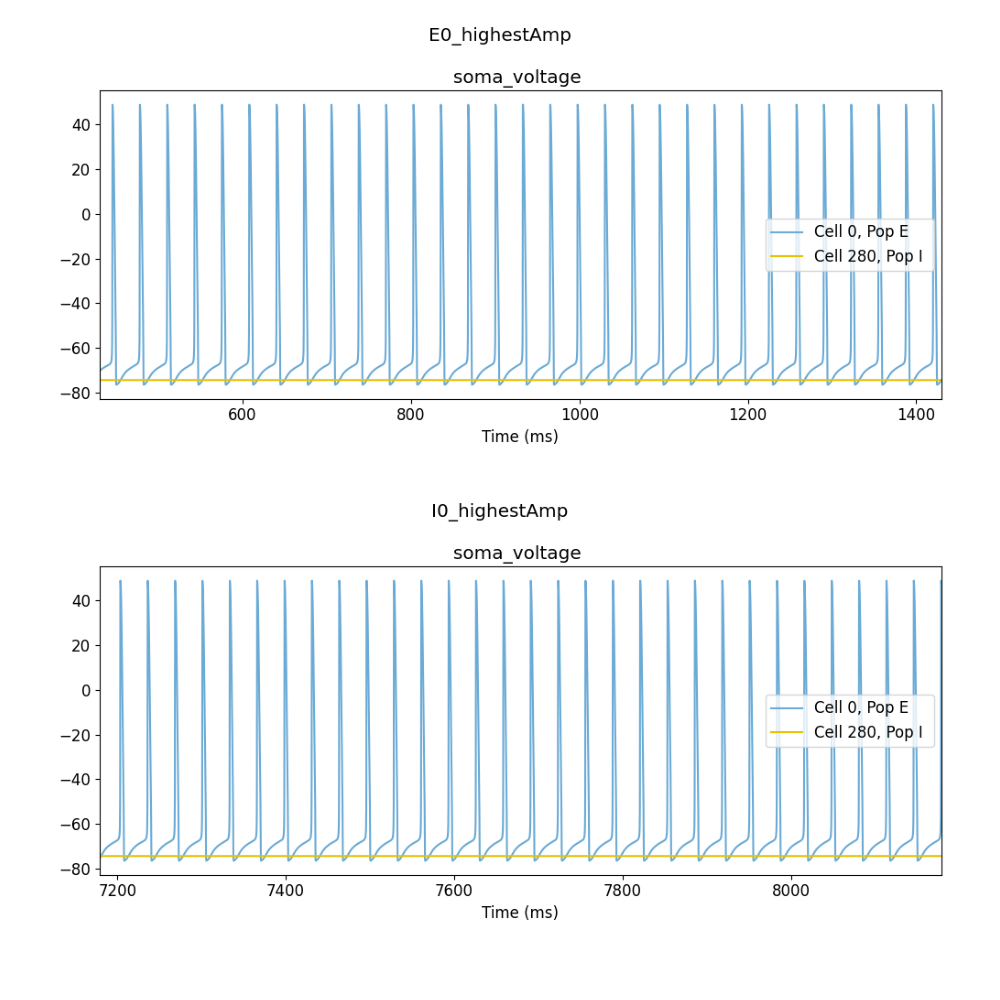 E0_highestAmp
soma_voltage
40
20
0
−20
−40
−60
−80
Cell 0, Pop E
Cell 280, Pop I
600 800 1000 1200 1400
Time (ms)
I0_highestAmp
soma_voltage
40
20
0
−20
−40
−60
−80
Cell 0, Pop E
Cell 280, Pop I
7200 7400 7600 7800 8000
Time (ms)